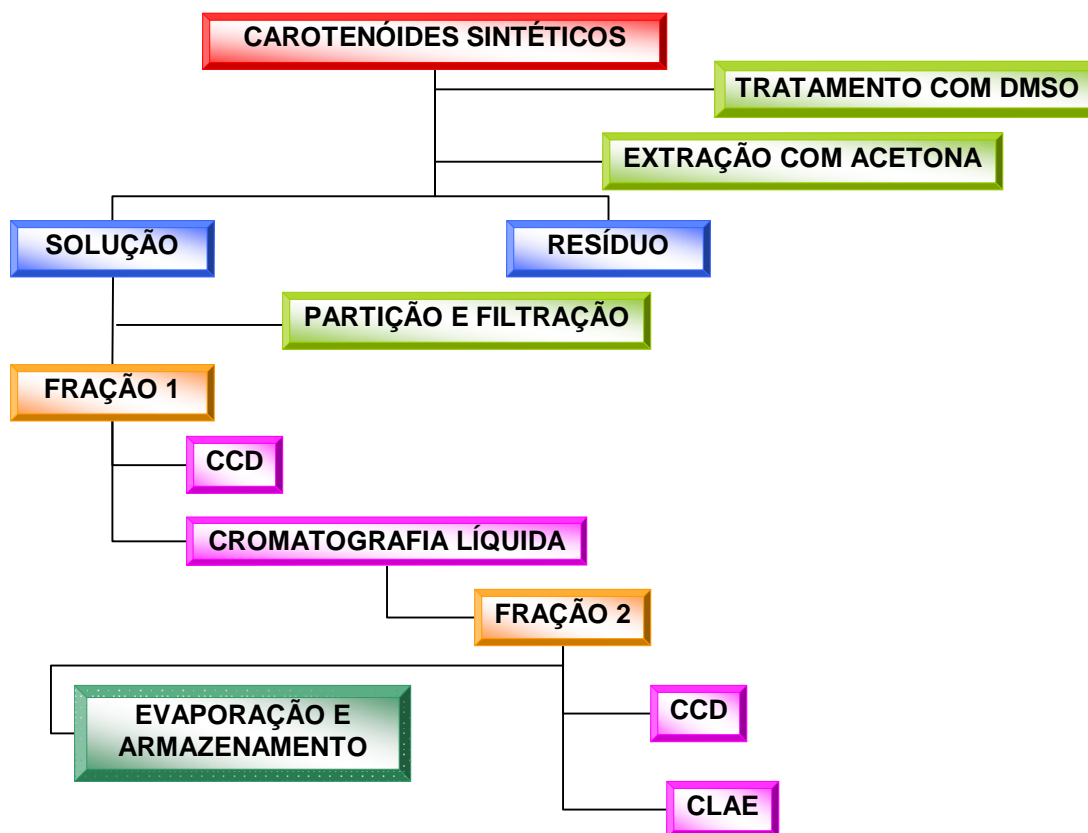 CAROTENÓIDES SINTÉTICOS
TRATAMENTO COM DMSO
EXTRAÇÃO COM ACETONA
SOLUÇÃO
RESÍDUO
PARTIÇÃO E FILTRAÇÃO
FRAÇÃO 1
CCD
CROMATOGRAFIA LÍQUIDA
FRAÇÃO 2
EVAPORAÇÃO E
ARMAZENAMENTO
CCD
CLAE